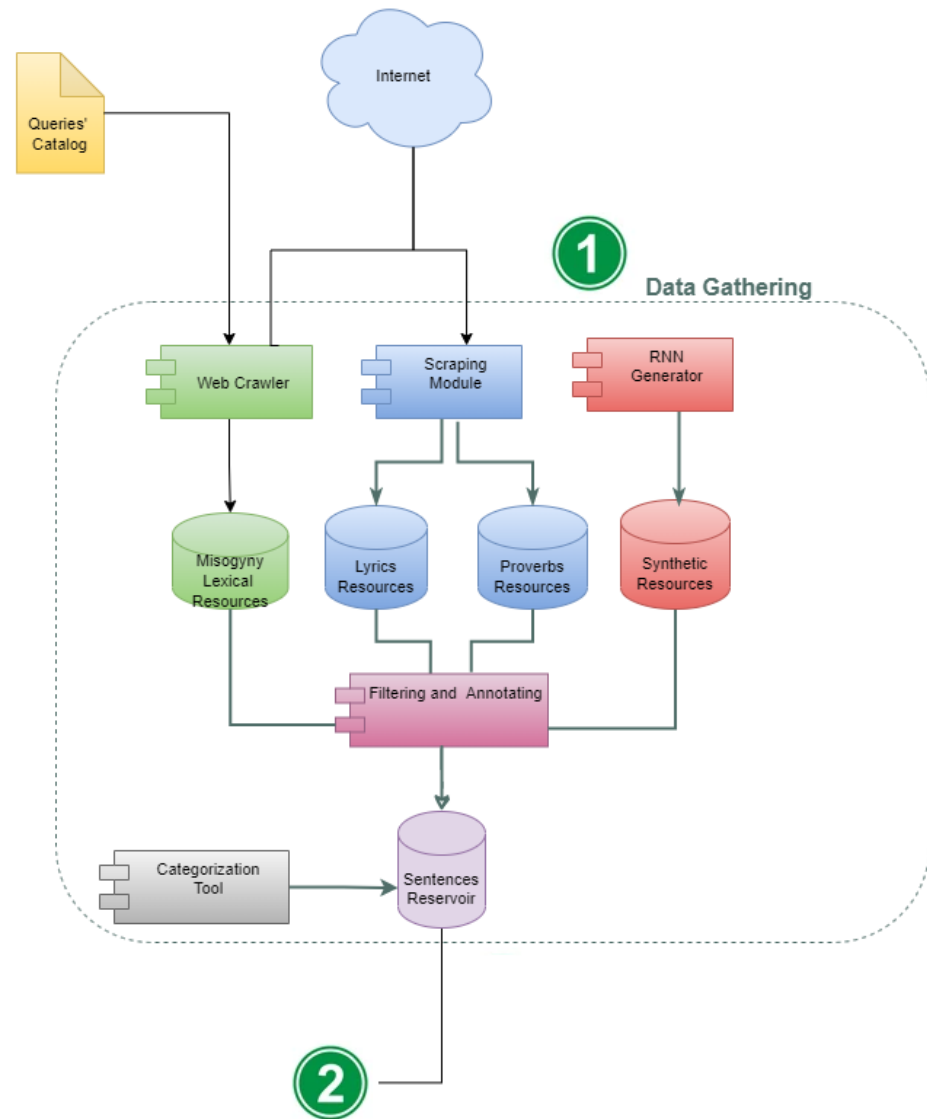 Internet
Queries'
Catalog
1
Data Gathering
Web Crawler
Scraping
Module
RNN
Generator
Misogyny
Lexical
Resources
Lyrics
Resources
Proverbs
Resources
Synthetic
Resources
Filtering and Annotating
Categorization
Tool
Sentences
Reservoir
2